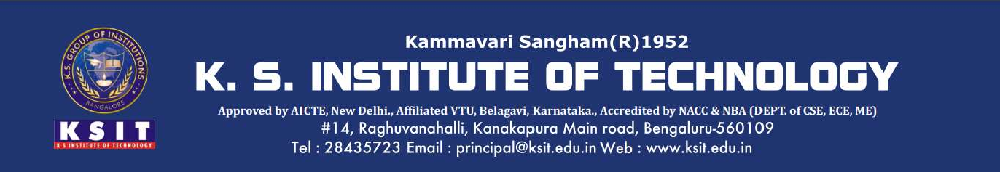 K.S. GROUP OF INSTITUTIONS
BANGALORE
KSIT
K S INSTITUTE OF TECHNOLOGY
Kammavari Sangham(R)1952
K. S. INSTITUTE OF TECHNOLOGY
Approved by AICTE, New Delhi., Affiliated VTU, Belagavi, Karnataka., Accredited by NACC & NBA (DEPT. of CSE, ECE, ME)
#14, Raghuvanahalli, Kanakapura Main road, Bengaluru-560109
Tel : 28435723 Email : principal@ksit.edu.in Web : www.ksit.edu.in